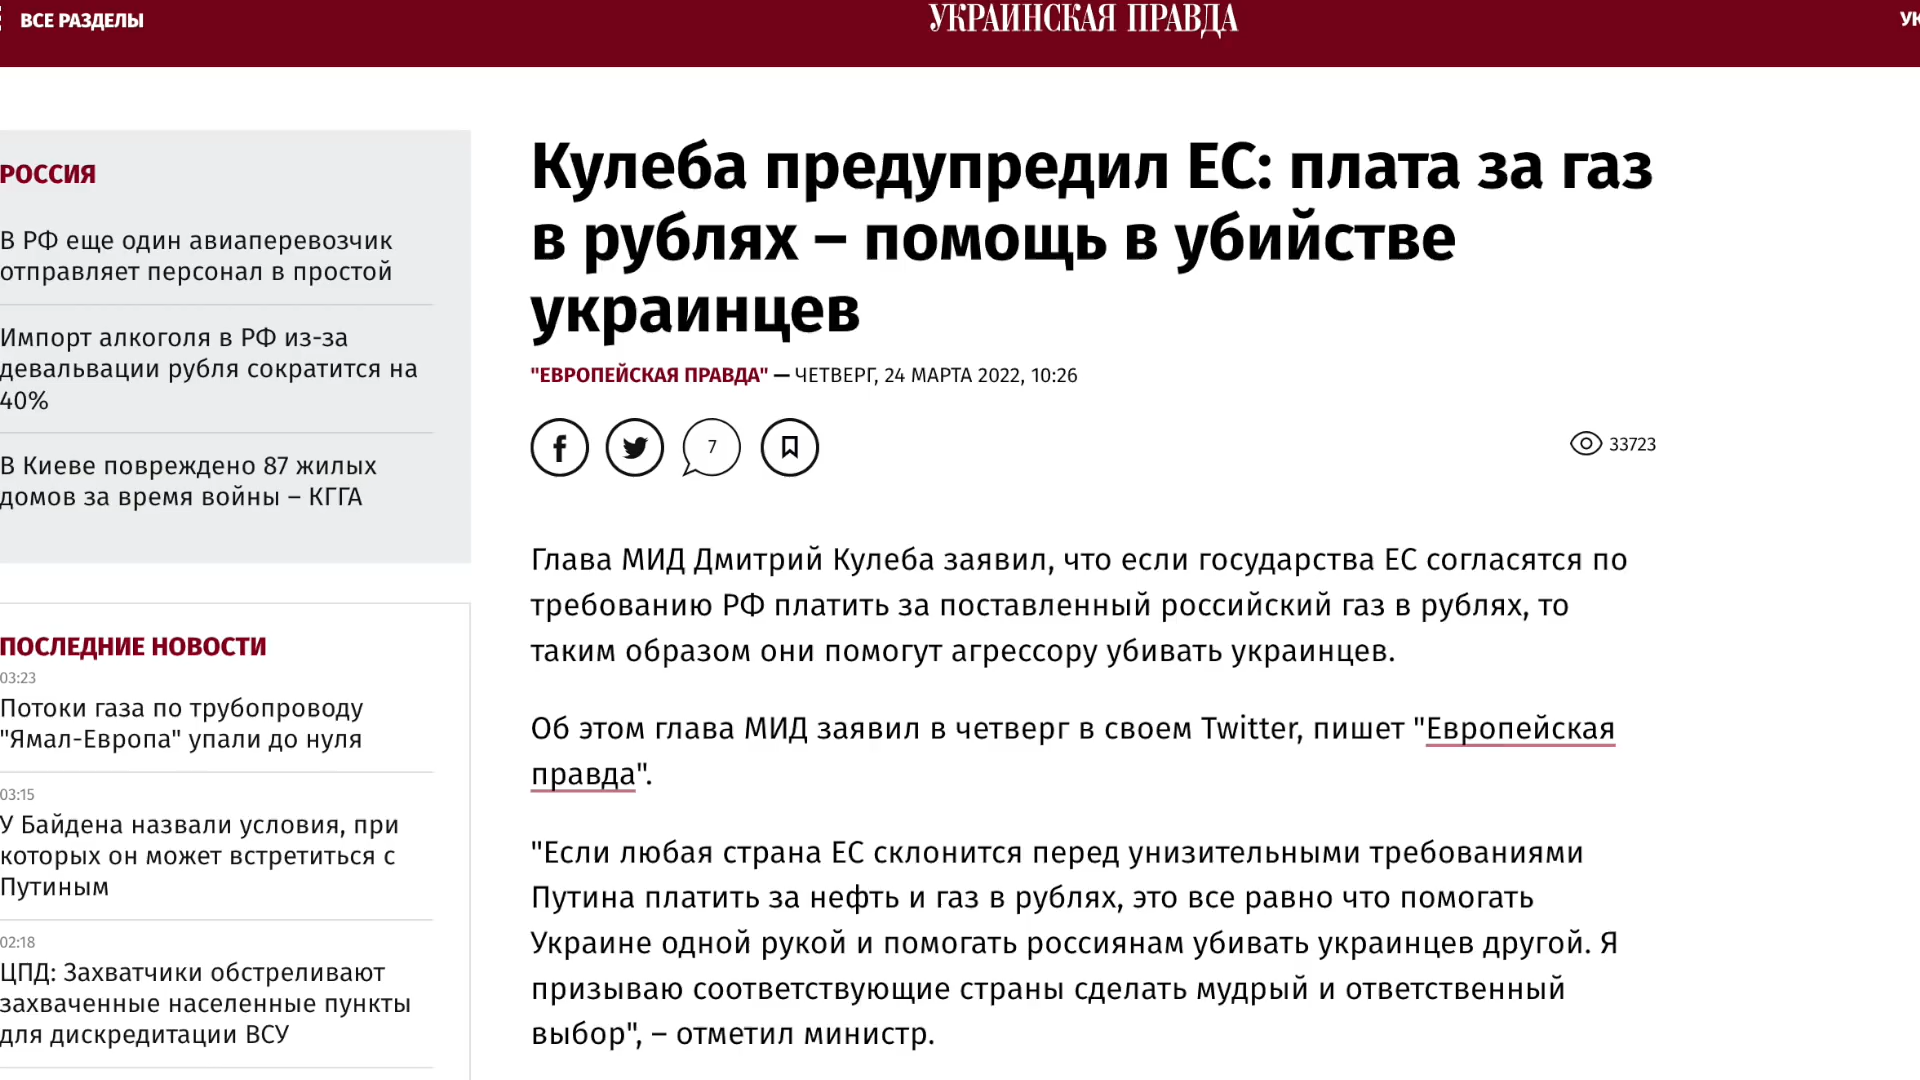 ВСЕ РАЗДЕЛЫ
УКРАИНСКАЯ ПРАВДА
РОССИЯ
В РФ еще один авиаперевозчик
отправляет персонал в простой
Импорт алкоголя в РФ из-за
девальвации рубля сократится на
40%
В Киеве повреждено 87 жилых
домов за время войны – КГГА
ПОСЛЕДНИЕ НОВОСТИ
03:23
Потоки газа по трубопроводу
"Ямал-Европа" упали до нуля
03:15
У Байдена назвали условия, при
которых он может встретиться с
Путиным
02:18
ЦПД: Захватчики обстреливают
захваченные населенные пункты
для дискредитации ВСУ
Кулеба предупредил ЕС: плата за газ
в рублях – помощь в убийстве
украинцев
"ЕВРОПЕЙСКАЯ ПРАВДА" — ЧЕТВЕРГ, 24 МАРТА 2022, 10:26
7
33723
Глава МИД Дмитрий Кулеба заявил, что если государства ЕС согласятся по
требованию РФ платить за поставленный российский газ в рублях, то
таким образом они помогут агрессору убивать украинцев.
Об этом глава МИД заявил в четверг в своем Twitter, пишет "Европейская
правда".
"Если любая страна ЕС склонится перед унизительными требованиями
Путина платить за нефть и газ в рублях, это все равно что помогать
Украине одной рукой и помогать россиянам убивать украинцев другой. Я
призываю соответствующие страны сделать мудрый и ответственный
выбор", – отметил министр.